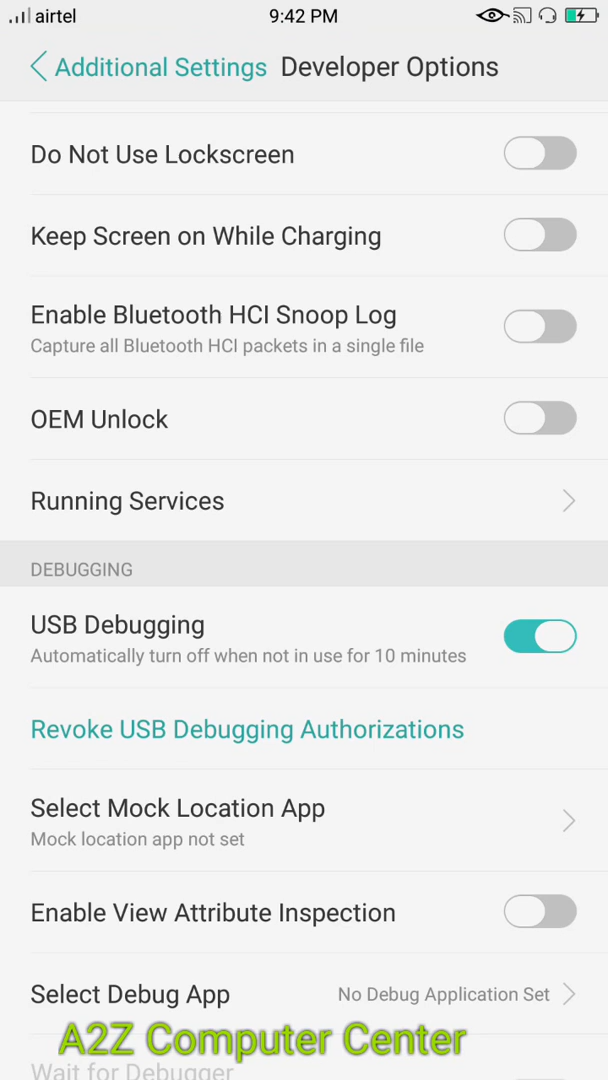 airtel 9:42 PM
Additional Settings Developer Options
Do Not Use Lockscreen
Keep Screen on While Charging
Enable Bluetooth HCI Snoop Log
Capture all Bluetooth HCI packets in a single file
OEM Unlock
Running Services
DEBUGGING
USB Debugging
Automatically turn off when not in use for 10 minutes
Revoke USB Debugging Authorizations
Select Mock Location App
Mock location app not set
Enable View Attribute Inspection
Select Debug App No Debug Application Set
A2Z Computer Center
Wait for Debugger